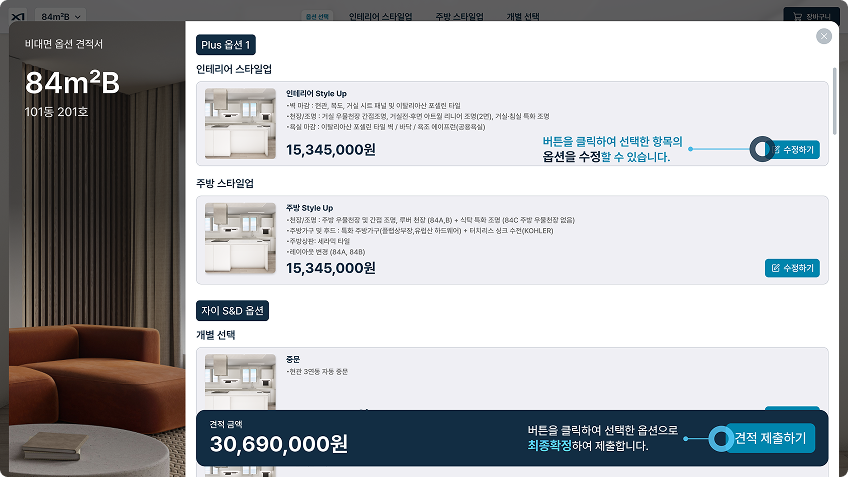 X1
84m²B
옵션 선택
인테리어 스타일업
주방 스타일업
개별 선택
장바구니
비대면 옵션 견적서
84m²B
101동 201호
Plus 옵션 1
인테리어 스타일업
인테리어 Style Up
•벽 마감 : 현관, 복도, 거실 시트 패널 및 이탈리아산 포셀린 타일
•천장/조명 : 거실 우물천장 간접조명, 거실전·후면 아트월 리니어 조명(2면), 거실·침실 특화 조명
•욕실 마감 : 이탈리아산 포셀린 타일 벽 / 바닥 / 욕조 에이프런(공용욕실)
15,345,000원
버튼을 클릭하여 선택한 항목의
옵션을 수정할 수 있습니다.
수정하기
주방 스타일업
주방 Style Up
•천장/조명 : 주방 우물천장 및 간접 조명, 루버 천장 (84A,B) + 식탁 특화 조명 (84C 주방 우물천장 없음)
•주방가구 및 후드 : 특화 주방가구(플랩상부장,유럽산 하드웨어) + 터치리스 싱크 수전(KOHLER)
•주방상판: 세라믹 타일
•레이아웃 변경 (84A, 84B)
15,345,000원
수정하기
자이 S&D 옵션
개별 선택
중문
•현관 3연동 자동 중문
견적 금액
30,690,000원
버튼을 클릭하여 선택한 옵션으로
최종확정하여 제출합니다.
견적 제출하기